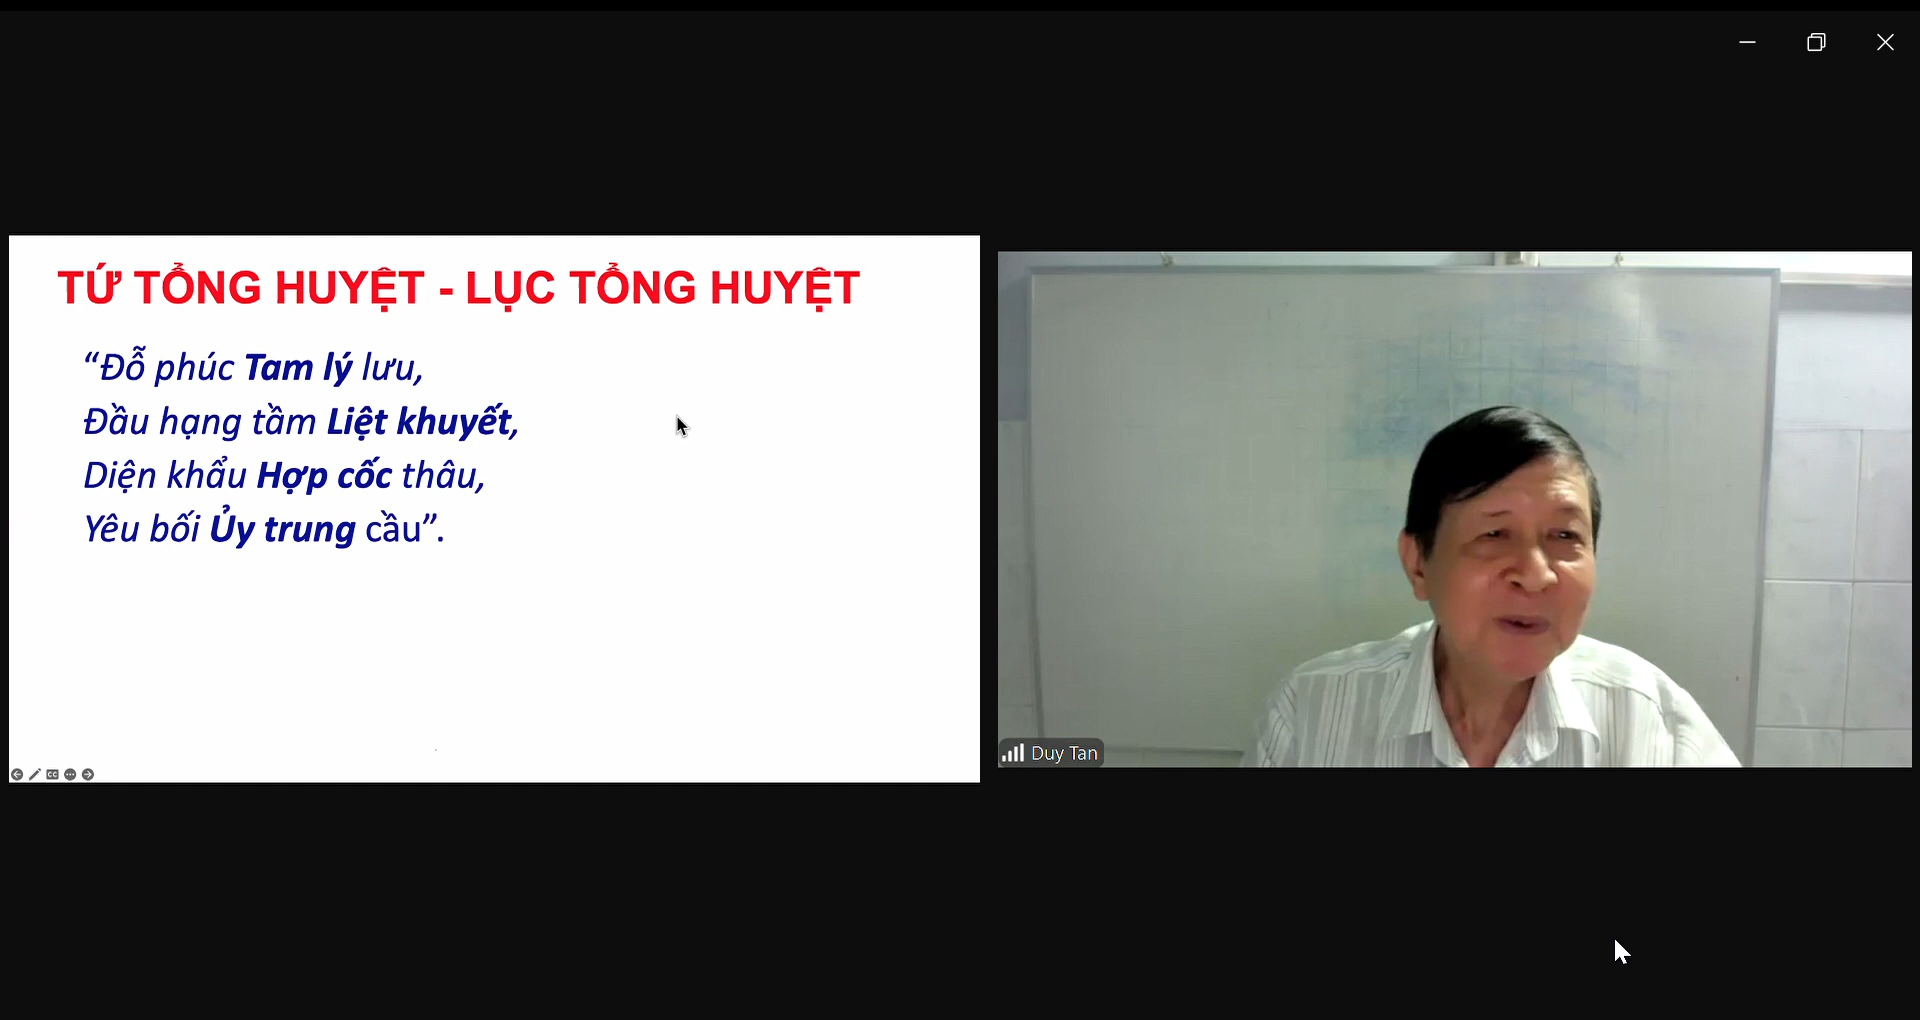 TỨ TỔNG HUYỆT - LỤC TỔNG HUYỆT
“Đỗ phúc Tam lý lưu,
Đầu hạng tầm Liệt khuyết,
Diện khẩu Hợp cốc thâu,
Yêu bối Ủy trung cầu”.
Duy Tan